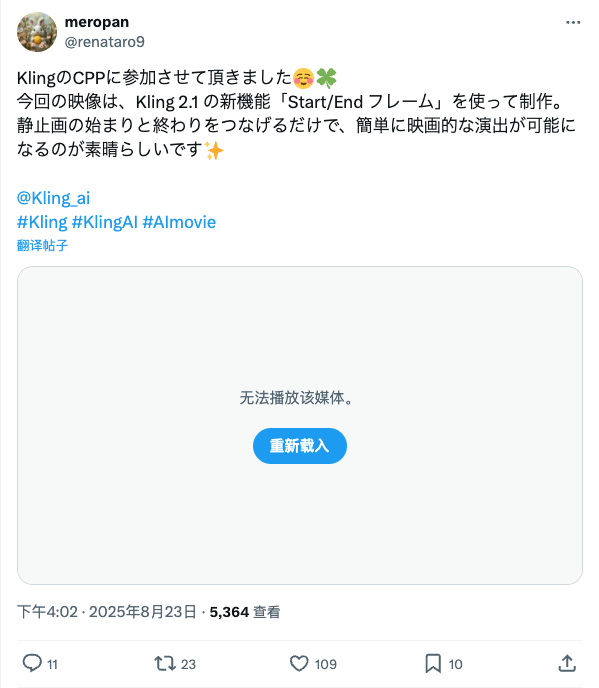 meropan
@renataro9
KlingのCPPに参加させて頂きました☺️🍀
今回の映像は、Kling 2.1 の新機能「Start/End フレーム」を使って制作。
静止画の始まりと終わりをつなげるだけで、簡単に映画的な演出が可能に
なるのが素晴らしいです✨
@Kling_ai
#Kling #KlingAI #AImovie
翻译帖子
无法播放该媒体。
重新载入
下午4:02 · 2025年8月23日 · 5,364 查看
11 23 109 10